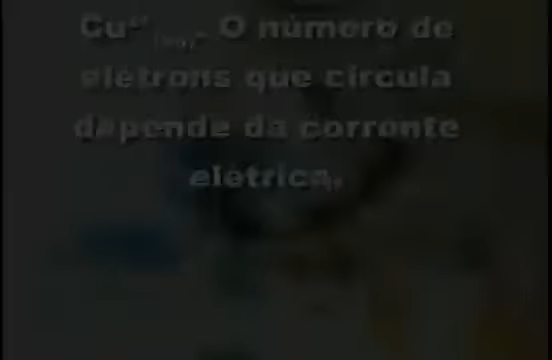 Cu²⁺(aq). O número de
elétrons que circula
depende da corrente
elétrica.